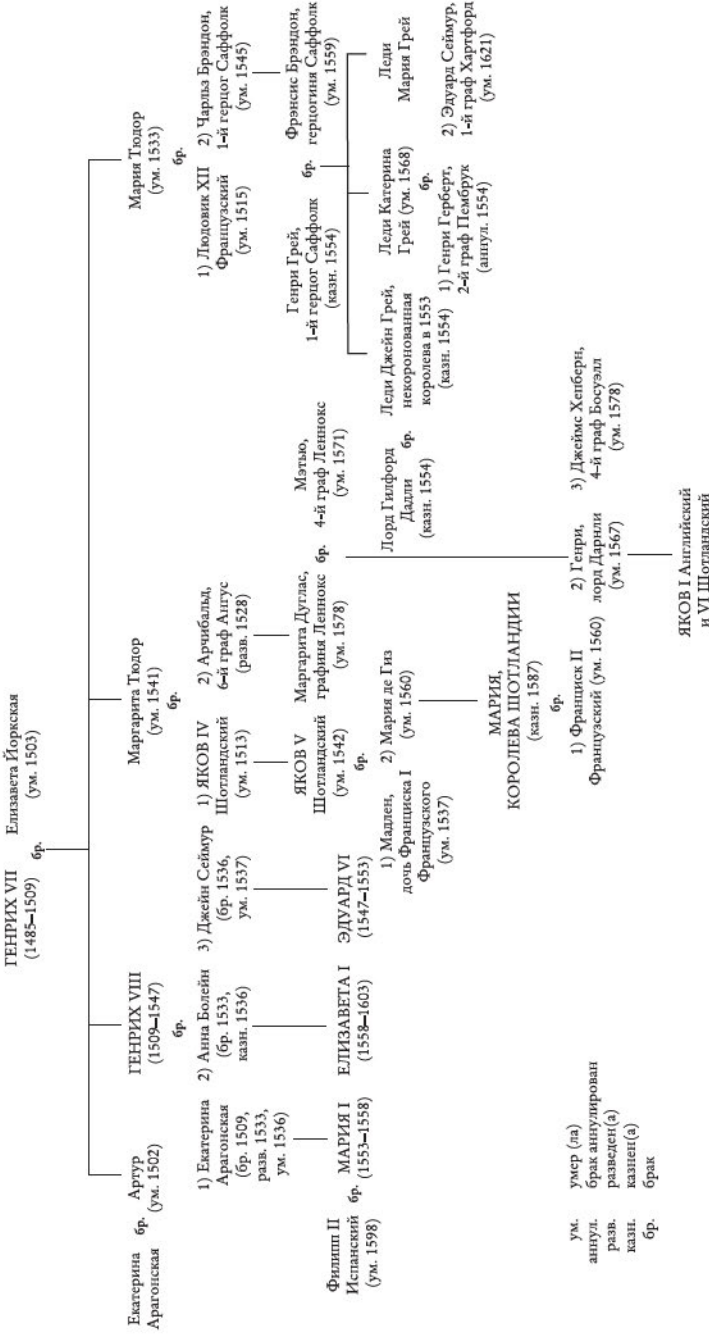 ГЕНРИХ VII
(1485–1509)
бр.
Елизавета Йоркская
(ум. 1503)
Екатерина
Арагонская
бр.
Артур
(ум. 1502)
ГЕНРИХ VIII
(1509–1547)
бр.
Маргарита Тюдор
(ум. 1541)
бр.
Мария Тюдор
(ум. 1533)
бр.
1) Екатерина
Арагонская
(бр. 1509,
разв. 1533,
ум. 1536)
2) Анна Болейн
(бр. 1533,
казн. 1536)
3) Джейн Сеймур
(бр. 1536,
ум. 1537)
1) ЯКОВ IV
Шотландский
(ум. 1513)
2) Арчибальд,
6-й граф Ангус
(разв. 1528)
1) Людовик XII
Французский
(ум. 1515)
2) Чарльз Брэндон,
1-й герцог Саффолк
(ум. 1545)
Филипп II
Испанский
(ум. 1598)
бр.
МАРИЯ I
(1553–1558)
ЕЛИЗАВЕТА I
(1558–1603)
ЭДУАРД VI
(1547–1553)
ЯКОВ V
Шотландский
(ум. 1542)
бр.
Маргарита Дуглас,
графиня Леннокс
(ум. 1578)
бр.
Мэтью,
4-й граф Леннокс
(ум. 1571)
Генри Грей,
1-й герцог Саффолк
(казн. 1554)
бр.
Фрэнсис Брэндон,
герцогиня Саффолк
(ум. 1559)
1) Мадлен,
дочь Франциска I
Французского
(ум. 1537)
2) Мария де Гиз
(ум. 1560)
Лорд Гилфорд
Дадли
(казн. 1554)
бр.
Леди Джейн Грей,
некоронованная
королева в 1553
(казн. 1554)
Леди Катерина
Грей (ум. 1568)
бр.
Леди
Мария Грей
1) Генри Герберт,
2-й граф Пембрук
(аннул. 1554)
2) Эдуард Сеймур,
1-й граф Хартфорд
(ум. 1621)
МАРИЯ,
КОРОЛЕВА ШОТЛАНДИИ
(казн. 1587)
бр.
1) Франциск II
Французский (ум. 1560)
2) Генри,
лорд Дарнли
(ум. 1567)
3) Джеймс Хепберн,
4-й граф Босуэлл
(ум. 1578)
ЯКОВ I Английский
и VI Шотландский
ум. умер (ла)
аннул. брак аннулирован
разв. разведен(а)
казн. казнен(а)
бр. брак